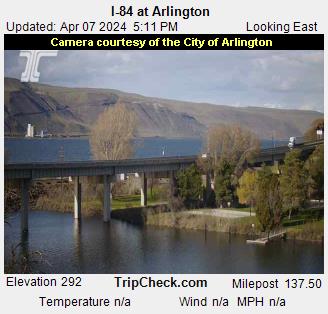 I-84 at Arlington
Updated: Apr 07 2024 5:11 PM Looking East
Camera courtesy of the City of Arlington
Elevation 292 TripCheck.com Milepost 137.50
Temperature n/a Wind n/a MPH n/a